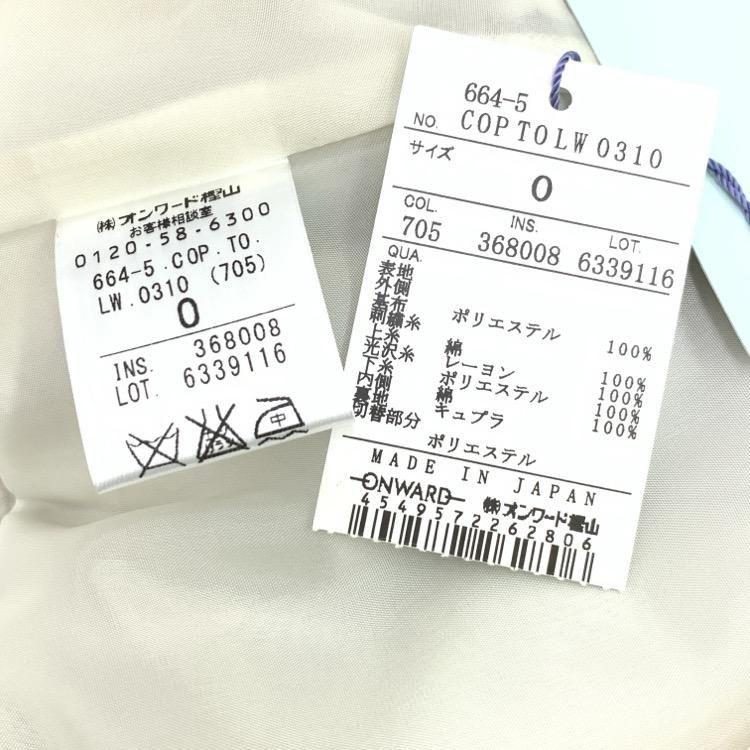 ㈱オンワード樫山
お客様相談室
0120-58-6300
664-5.COP.TO.
LW.0310 (705)
0
INS. 368008
LOT. 6339116
中
664-5
NO. COPTOLW0310
サイズ
0
COL. INS. LOT.
705 368008 6339116
QUA.
表地
外側
基布 ポリエステル 100%
刺繍糸
上糸 綿 100%
光沢糸 レーヨン 100%
下糸 ポリエステル 100%
内側 綿 100%
裏地 キュプラ
切替部分
ポリエステル
MADE IN JAPAN
ONWARD ㈱オンワード樫山
4549572262806